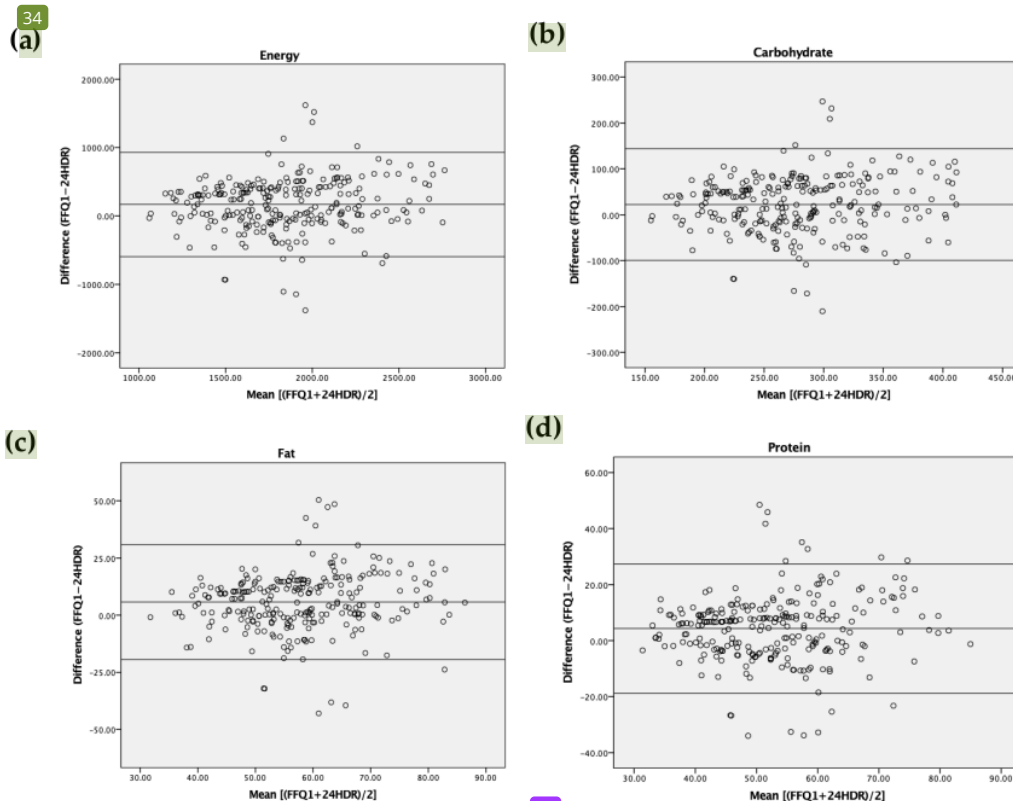 34
(a)
Energy
Difference (FFQ1−24HDR)
2000.00
1000.00
0.00
−1000.00
−2000.00
1000.00 1500.00 2000.00 2500.00 3000.00
Mean [(FFQ1+24HDR)/2]
(b)
Carbohydrate
Difference (FFQ1−24HDR)
300.00
200.00
100.00
0.00
−100.00
−200.00
−300.00
150.00 200.00 250.00 300.00 350.00 400.00 450.00
Mean [(FFQ1+24HDR)/2]
(c)
Fat
Difference (FFQ1−24HDR)
50.00
25.00
0.00
−25.00
−50.00
30.00 40.00 50.00 60.00 70.00 80.00 90.00
Mean [(FFQ1+24HDR)/2]
(d)
Protein
Difference (FFQ1−24HDR)
60.00
40.00
20.00
0.00
−20.00
−40.00
30.00 40.00 50.00 60.00 70.00 80.00 90.00
Mean [(FFQ1+24HDR)/2]